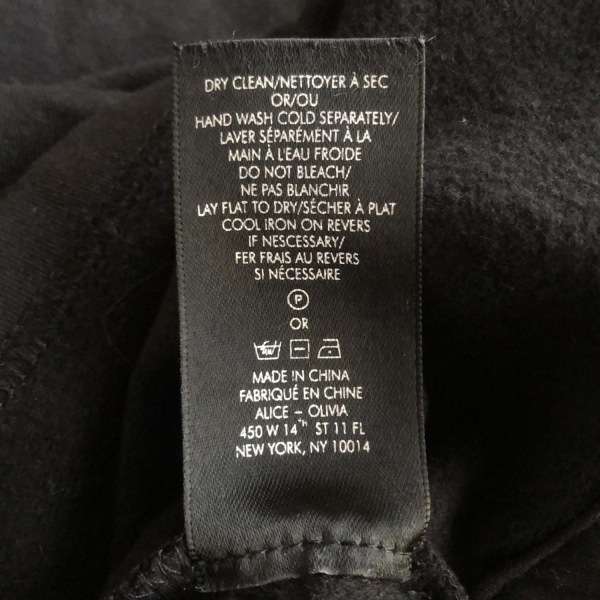 DRY CLEAN/NETTOYER À SEC
OR/OU
HAND WASH COLD SEPARATELY/
LAVER SÉPARÉMENT À LA
MAIN À L'EAU FROIDE
DO NOT BLEACH/
NE PAS BLANCHIR
LAY FLAT TO DRY/SÉCHER À PLAT
COOL IRON ON REVERS
IF NESCESSARY/
FER FRAIS AU REVERS
SI NÉCESSAIRE
P
OR
MADE IN CHINA
FABRIQUÉ EN CHINE
ALICE – OLIVIA
450 W 14TH ST 11 FL
NEW YORK, NY 10014